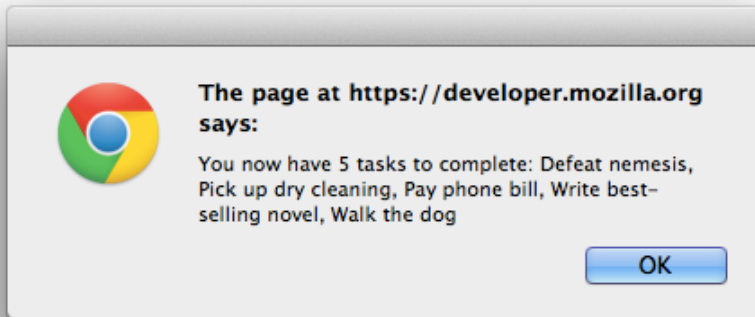 The page at https://developer.mozilla.org
says:
You now have 5 tasks to complete: Defeat nemesis,
Pick up dry cleaning, Pay phone bill, Write best-
selling novel, Walk the dog
OK